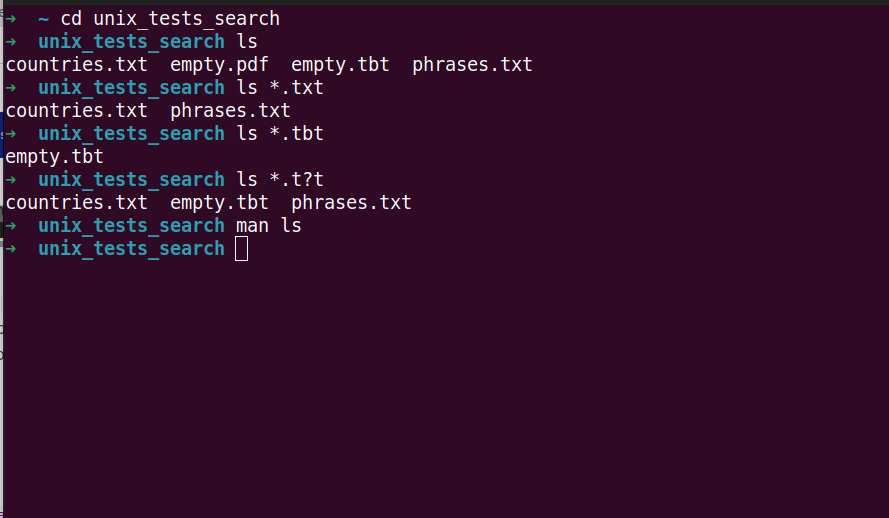 ➜  ~ cd unix_tests_search
➜  unix_tests_search ls
countries.txt  empty.pdf  empty.tbt  phrases.txt
➜  unix_tests_search ls *.txt
countries.txt  phrases.txt
➜  unix_tests_search ls *.tbt
empty.tbt
➜  unix_tests_search ls *.t?t
countries.txt  empty.tbt  phrases.txt
➜  unix_tests_search man ls
➜  unix_tests_search